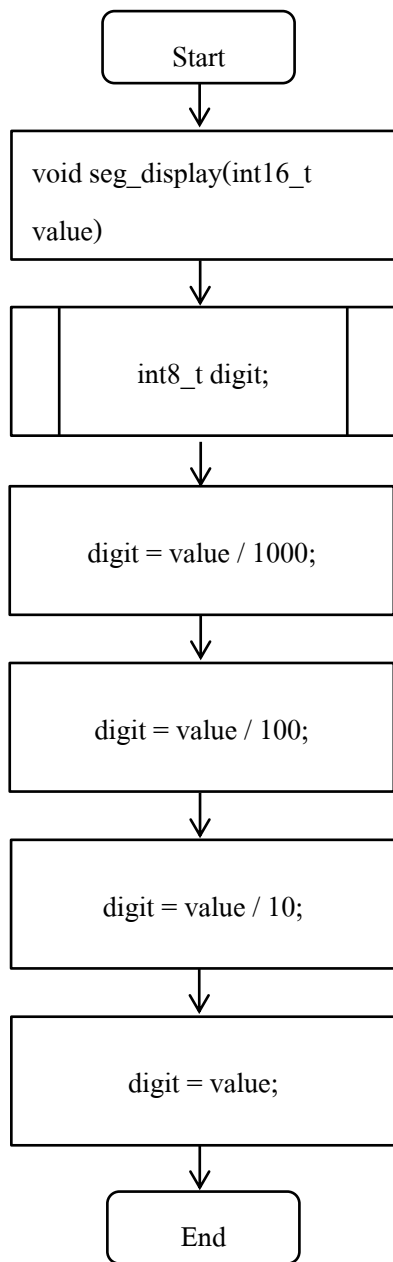 Start
void seg_display(int16_t
value)
int8_t digit;
digit = value / 1000;
digit = value / 100;
digit = value / 10;
digit = value;
End